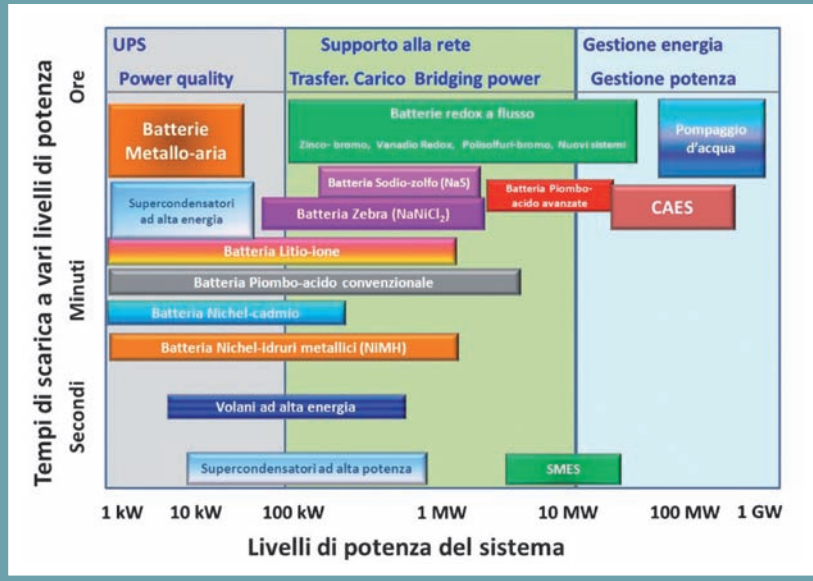 UPS
Power quality
Supporto alla rete
Trasfer. Carico Bridging power
Gestione energia
Gestione potenza
Tempi di scarica a vari livelli di potenza
Ore
Minuti
Secondi
Batterie
Metallo-aria
Batterie redox a flusso
Zinco- bromo, Vanadio Redox, Polisolfuri-bromo, Nuovi sistemi
Pompaggio
d'acqua
Supercondensatori
ad alta energia
Batteria Sodio-zolfo (NaS)
Batteria Zebra (NaNiCl₂)
Batteria Piombo-
acido avanzate
CAES
Batteria Litio-ione
Batteria Piombo-acido convenzionale
Batteria Nichel-cadmio
Batteria Nichel-idruri metallici (NiMH)
Volani ad alta energia
Supercondensatori ad alta potenza
SMES
1 kW 10 kW 100 kW 1 MW 10 MW 100 MW 1 GW
Livelli di potenza del sistema